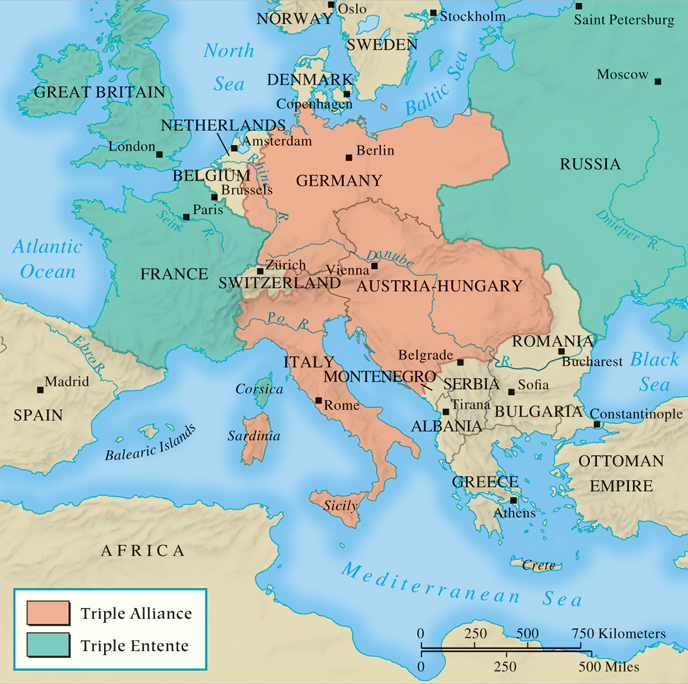 Oslo
NORWAY
Stockholm
Saint Petersburg
SWEDEN
North
Sea
Moscow
DENMARK
GREAT BRITAIN
Copenhagen
Baltic Sea
NETHERLANDS
Amsterdam
London
Berlin
RUSSIA
BELGIUM
Rhine R
GERMANY
Brussels
Paris
Seine R
Dnieper R
Atlantic
Ocean
Danube
Zürich
Vienna
FRANCE
SWITZERLAND
AUSTRIA-HUNGARY
Po R
ROMANIA
Ebro R
Belgrade
R
Bucharest
ITALY
Black
Sea
MONTENEGRO
Madrid
Corsica
SERBIA
Sofia
Rome
Tirana
BULGARIA
Constantinople
SPAIN
ALBANIA
Balearic Islands
Sardinia
OTTOMAN
EMPIRE
GREECE
Sicily
Athens
AFRICA
Crete
Mediterranean Sea
Triple Alliance
Triple Entente
0 250 500 750 Kilometers
0 250 500 Miles